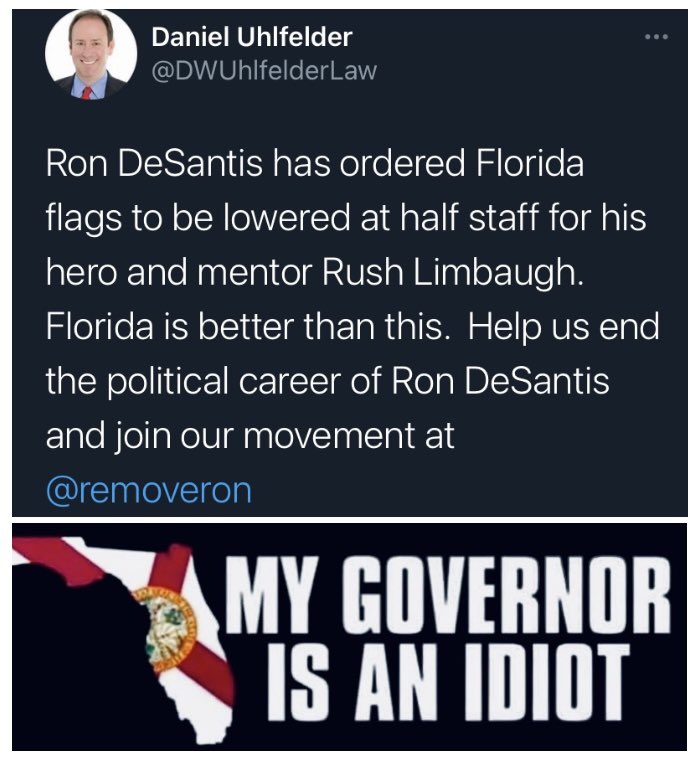 Daniel Uhlfelder
@DWUhlfelderLaw
Ron DeSantis has ordered Florida
flags to be lowered at half staff for his
hero and mentor Rush Limbaugh.
Florida is better than this. Help us end
the political career of Ron DeSantis
and join our movement at
@removeron
MY GOVERNOR
IS AN IDIOT